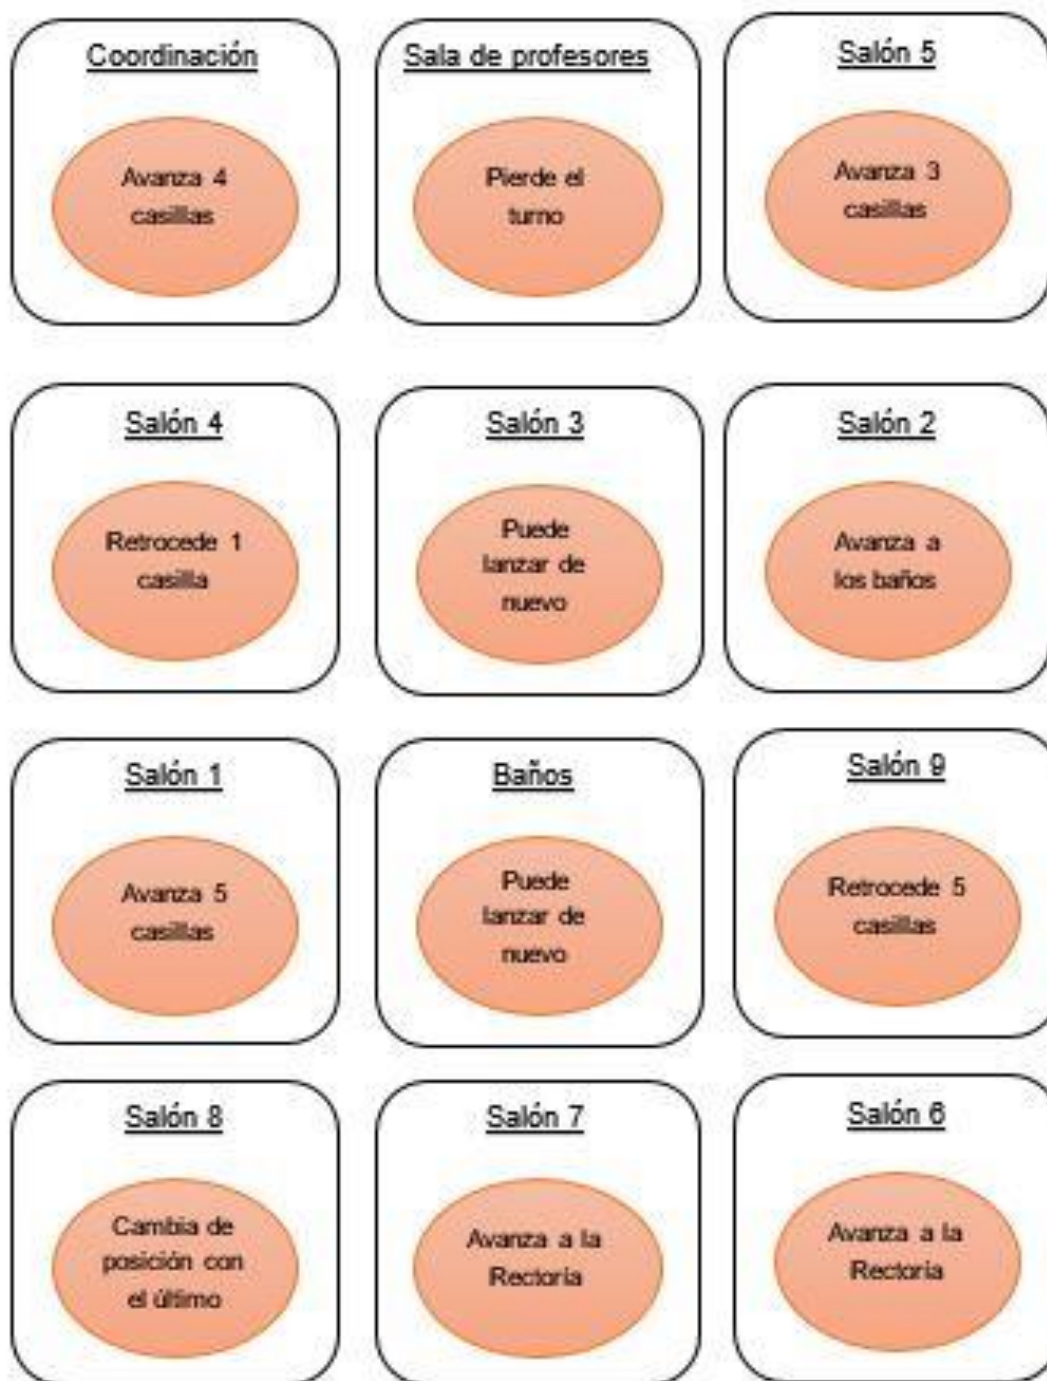 Coordinación
Avanza 4
casillas
Sala de profesores
Pierde el
turno
Salón 5
Avanza 3
casillas
Salón 4
Retrocede 1
casilla
Salón 3
Puede
lanzar de
nuevo
Salón 2
Avanza a
los baños
Salón 1
Avanza 5
casillas
Baños
Puede
lanzar de
nuevo
Salón 9
Retrocede 5
casillas
Salón 8
Cambia de
posición con
el último
Salón 7
Avanza a la
Rectoria
Salón 6
Avanza a la
Rectoria